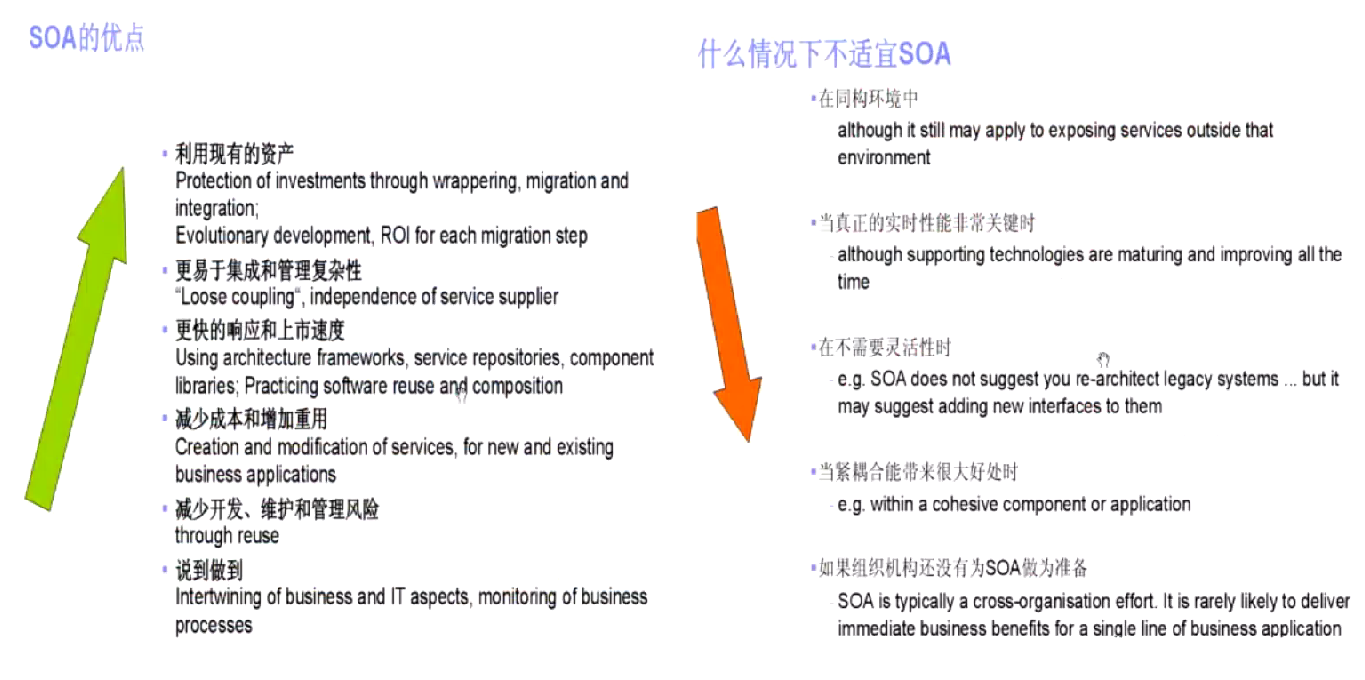 SOA的优点
利用现有的资产
Protection of investments through wrappering, migration and
integration;
Evolutionary development, ROI for each migration step
更易于集成和管理复杂性
“Loose coupling“, independence of service supplier
更快的响应和上市速度
Using architecture frameworks, service repositories, component
libraries; Practicing software reuse and composition
减少成本和增加重用
Creation and modification of services, for new and existing
business applications
减少开发、维护和管理风险
through reuse
说到做到
Intertwining of business and IT aspects, monitoring of business
processes
什么情况下不适宜SOA
在同构环境中
although it still may apply to exposing services outside that
environment
当真正的实时性能非常关键时
although supporting technologies are maturing and improving all the
time
在不需要灵活性时
e.g. SOA does not suggest you re-architect legacy systems ... but it
may suggest adding new interfaces to them
当紧耦合能带来很大好处时
e.g. within a cohesive component or application
如果组织机构还没有为SOA做为准备
SOA is typically a cross-organisation effort. It is rarely likely to deliver
immediate business benefits for a single line of business application